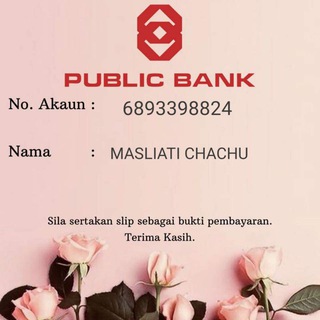 PUBLIC BANK
No. Akaun : 6893398824
Nama : MASLIATI CHACHU
Sila sertakan slip sebagai bukti pembayaran.
Terima Kasih.